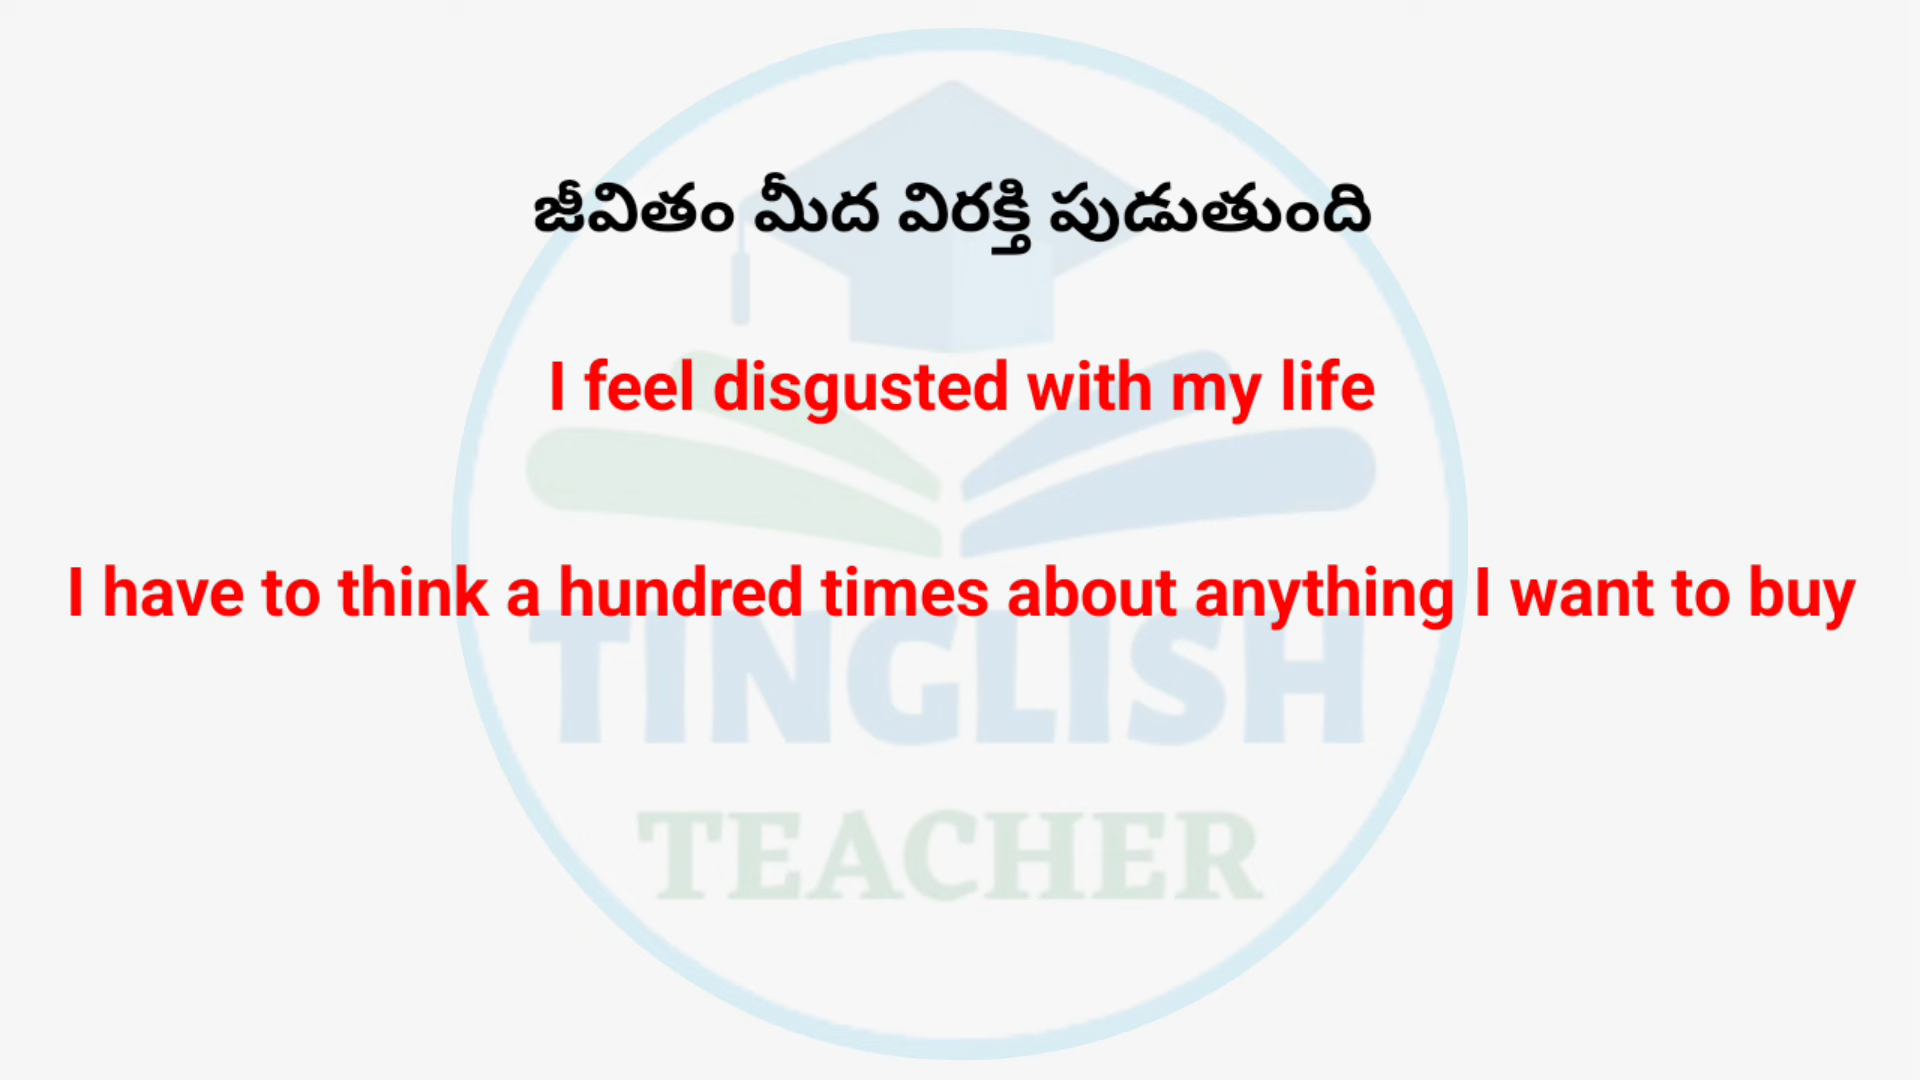 జీవితం మీద విరక్తి పుడుతుంది
I feel disgusted with my life
I have to think a hundred times about anything I want to buy
TINGLISH
TEACHER